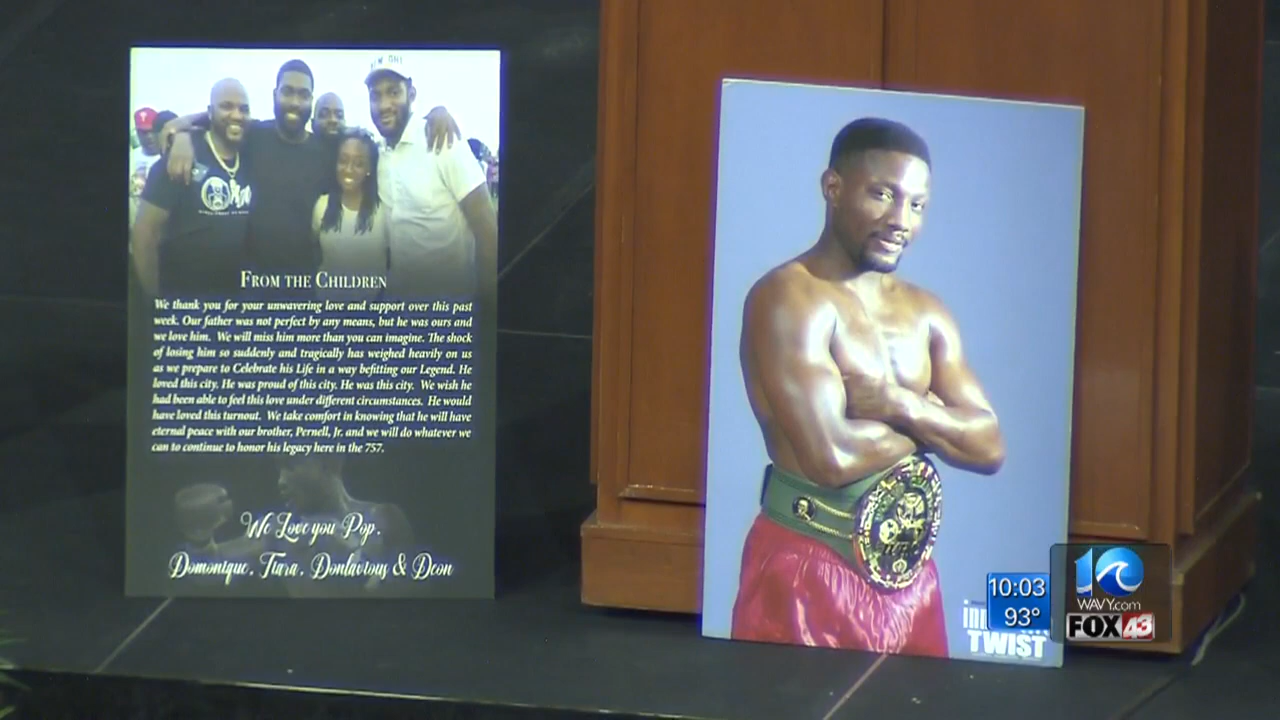 From the Children
We thank you for your unwavering love and support over this past
week. Our father was not perfect by any means, but he was ours and
we love him. We will miss him more than you can imagine. The shock
of losing him so suddenly and tragically has weighed heavily on us
as we prepare to Celebrate his Life in a way befitting our Legend. He
loved this city. He was proud of this city. He was this city. We wish he
had been able to feel this love under different circumstances. He would
have loved this turnout. We take comfort in knowing that he will have
eternal peace with our brother, Pernell, Jr. and we will do whatever we
can to continue to honor his legacy here in the 757.
We Love you Pop.
Domonique, Tiara, Dontavious & Deon
TWIST
10:03
93°
10
WAVY.com
FOX 43